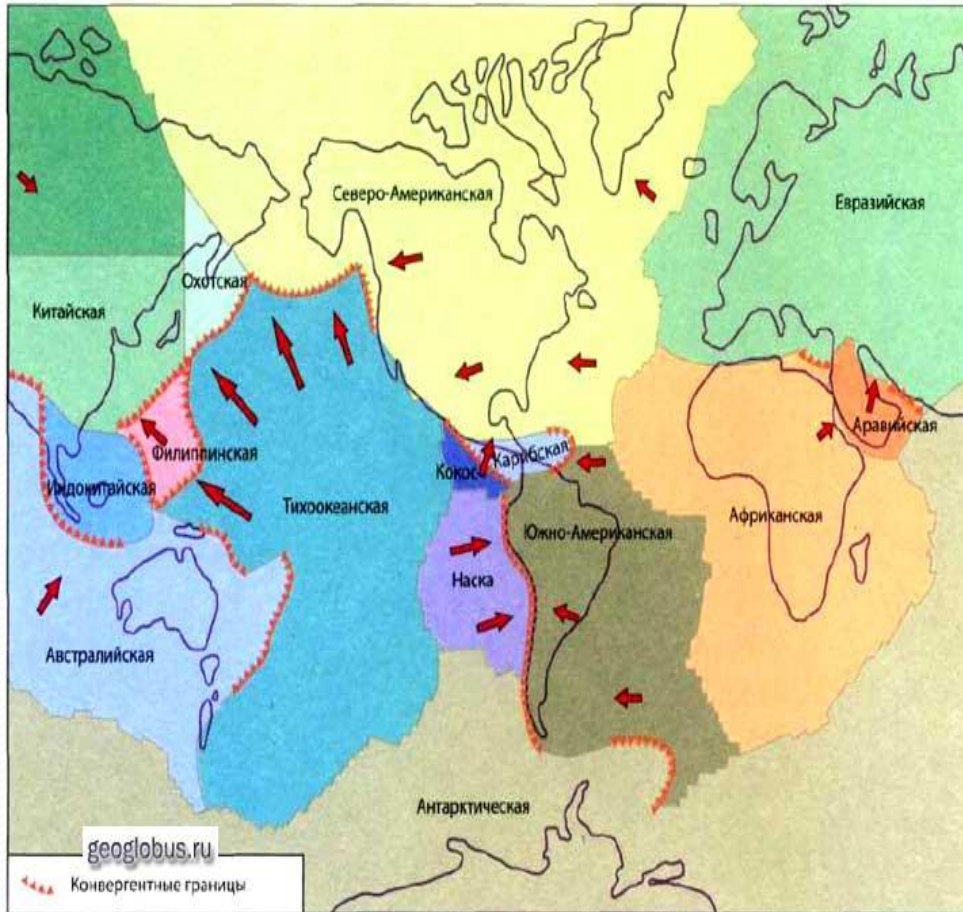 Северо-Американская
Евразийская
Охотская
Китайская
Филиппинская
Карибская
Аравийская
Кокос
Индокитайская
Тихоокеанская
Южно-Американская
Африканская
Наска
Австралийская
Антарктическая
geoglobus.ru
Конвергентные границы